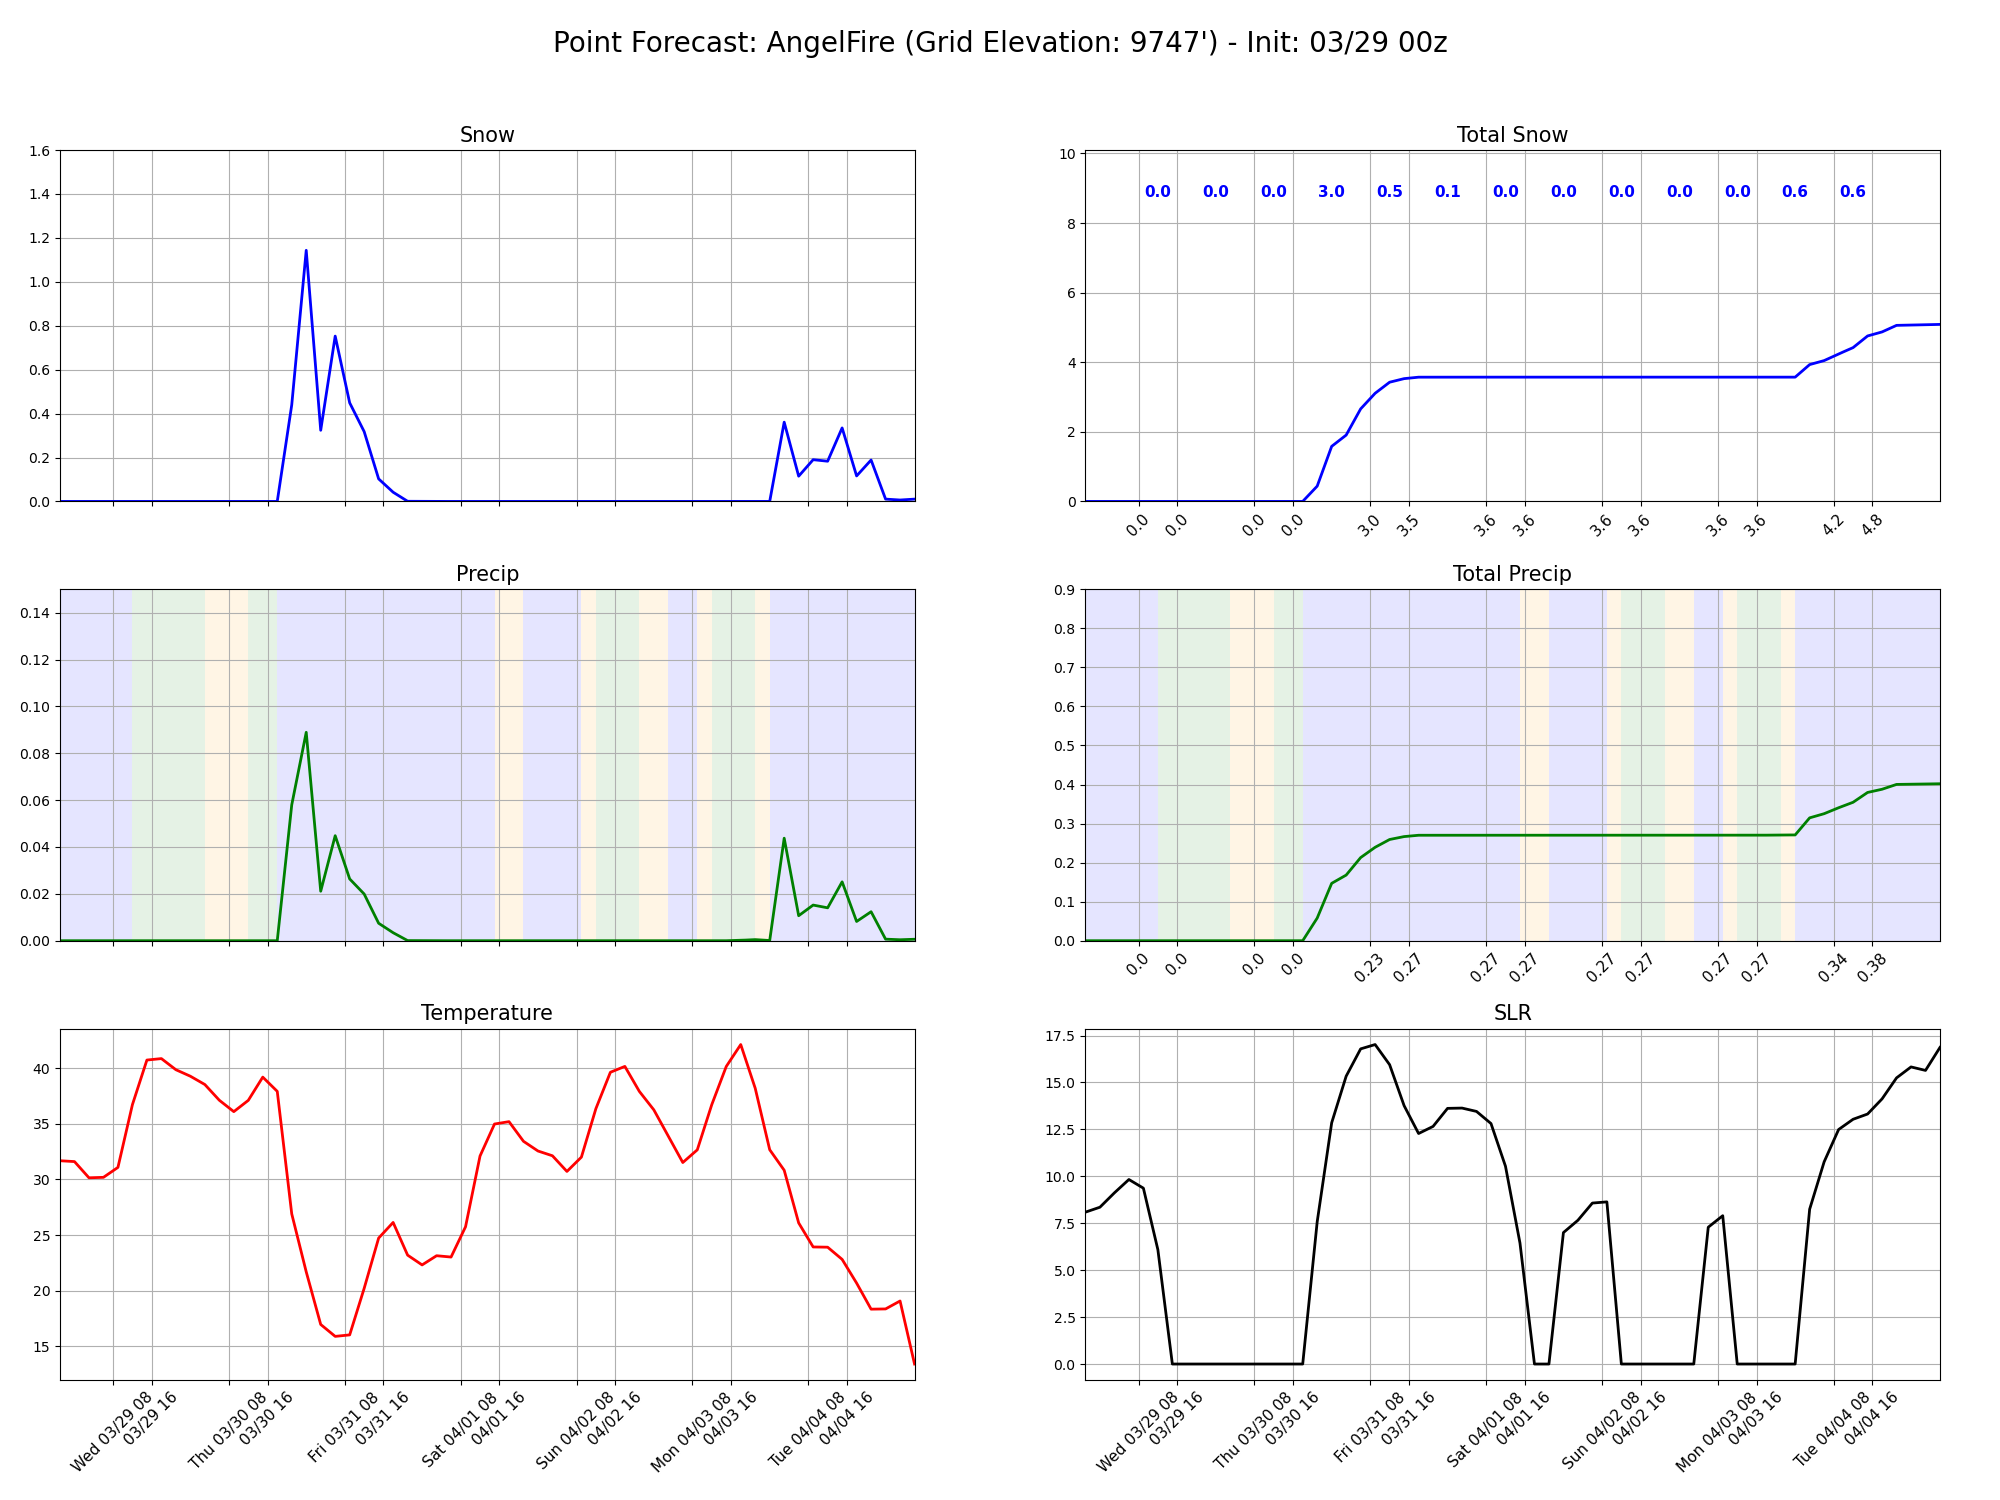 Point Forecast: AngelFire (Grid Elevation: 9747') - Init: 03/29 00z
Snow
1.6
1.4
1.2
1.0
0.8
0.6
0.4
0.2
0.0
Total Snow
10
8
6
4
2
0
0.0 0.0 0.0 3.0 0.5 0.1 0.0 0.0 0.0 0.0 0.0 0.6 0.6
0.0 0.0 0.0 0.0 3.0 3.5 3.6 3.6 3.6 3.6 3.6 3.6 4.2 4.8
Precip
0.14
0.12
0.10
0.08
0.06
0.04
0.02
0.00
Total Precip
0.9
0.8
0.7
0.6
0.5
0.4
0.3
0.2
0.1
0.0
0.0 0.0 0.0 0.0 0.23 0.27 0.27 0.27 0.27 0.27 0.27 0.27 0.34 0.38
Temperature
40
35
30
25
20
15
Wed 03/29 08
03/29 16
Thu 03/30 08
03/30 16
Fri 03/31 08
03/31 16
Sat 04/01 08
04/01 16
Sun 04/02 08
04/02 16
Mon 04/03 08
04/03 16
Tue 04/04 08
04/04 16
SLR
17.5
15.0
12.5
10.0
7.5
5.0
2.5
0.0
Wed 03/29 08
03/29 16
Thu 03/30 08
03/30 16
Fri 03/31 08
03/31 16
Sat 04/01 08
04/01 16
Sun 04/02 08
04/02 16
Mon 04/03 08
04/03 16
Tue 04/04 08
04/04 16